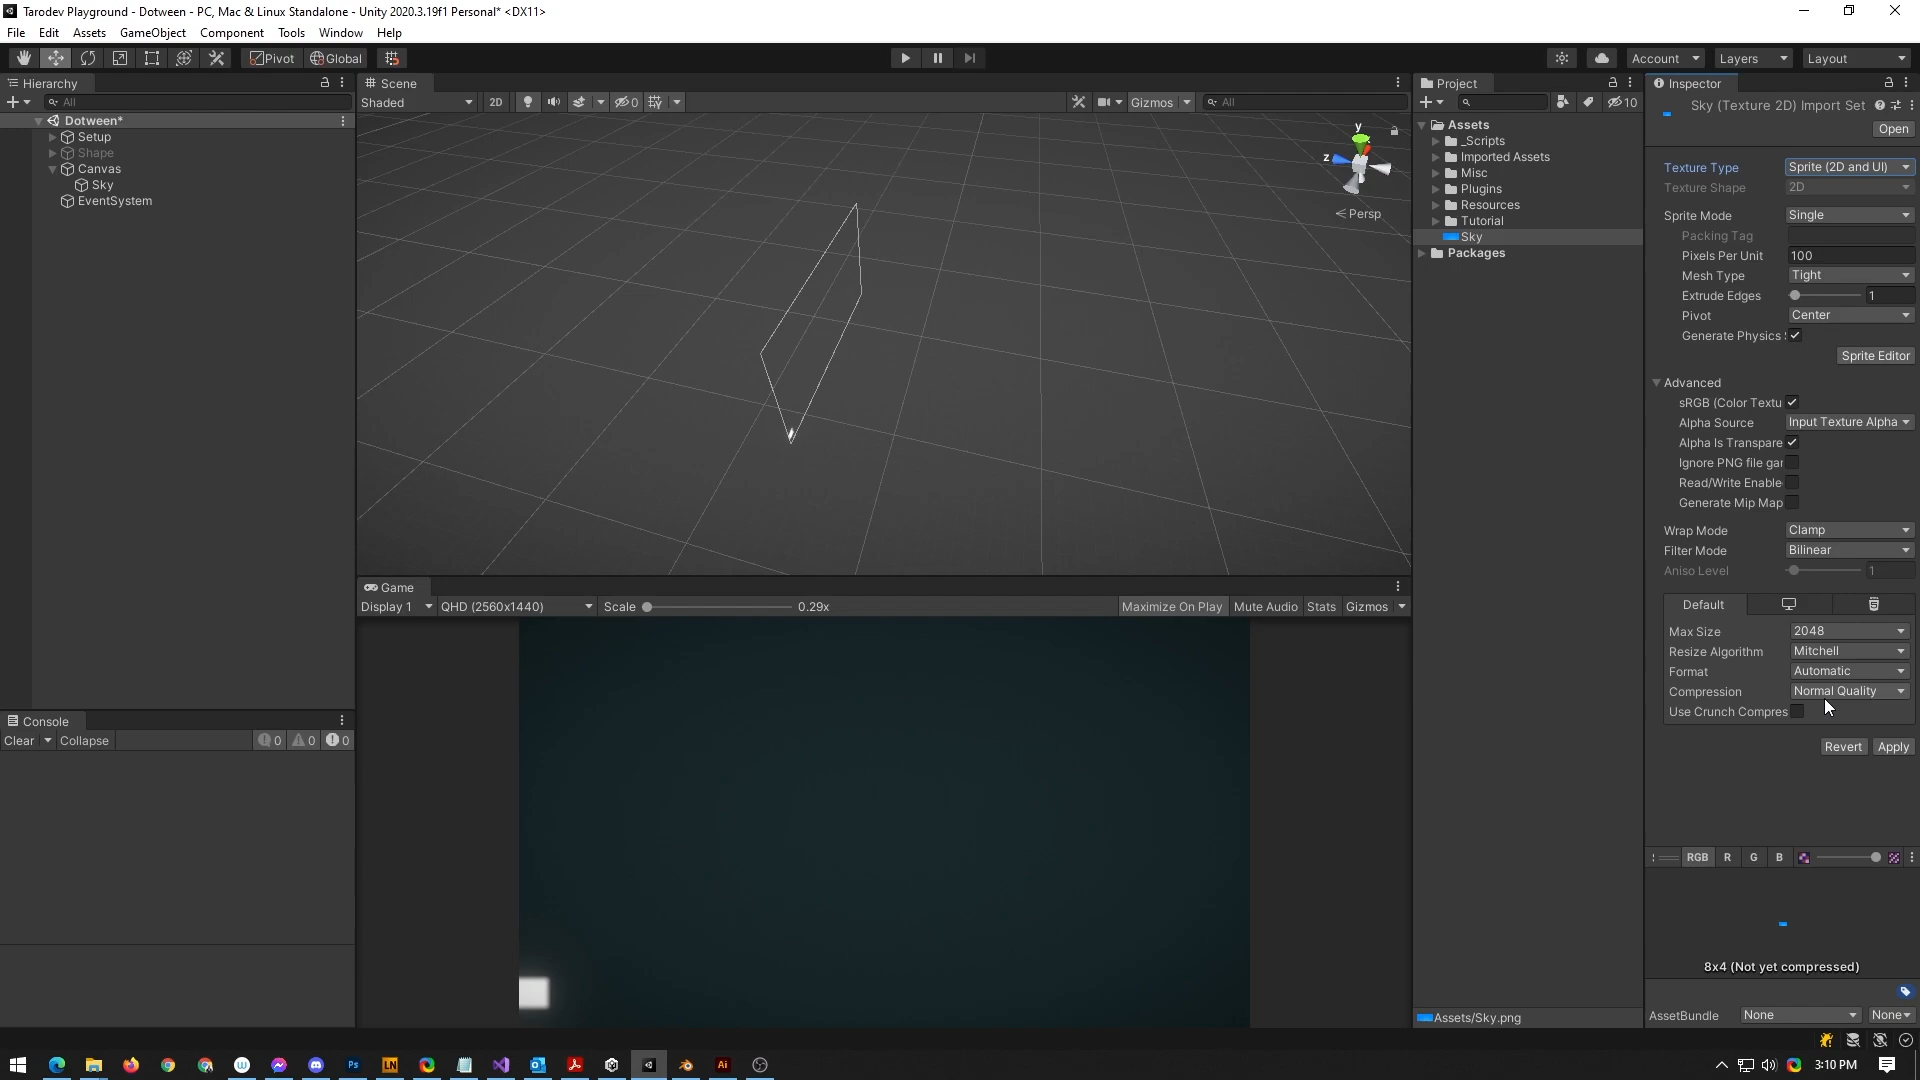 Tarodev Playground - Dotween - PC, Mac & Linux Standalone - Unity 2020.3.19f1 Personal* <DX11>
File Edit Assets GameObject Component Tools Window Help
Pivot Global Account Layers Layout
Hierarchy
All
Dotween*
Setup
Shape
Canvas
Sky
EventSystem
Console
Clear Collapse 0 0 0
Scene
Shaded 2D 0 Gizmos All
y
z
Persp
Game
Display 1 QHD (2560x1440) Scale 0.29x Maximize On Play Mute Audio Stats Gizmos
Project
10
Assets
_Scripts
Imported Assets
Misc
Plugins
Resources
Tutorial
Sky
Packages
Assets/Sky.png
Inspector
Sky (Texture 2D) Import Set
Open
Texture Type Sprite (2D and UI)
Texture Shape 2D
Sprite Mode Single
Packing Tag
Pixels Per Unit 100
Mesh Type Tight
Extrude Edges 1
Pivot Center
Generate Physics
Sprite Editor
Advanced
sRGB (Color Textu
Alpha Source Input Texture Alpha
Alpha Is Transpare
Ignore PNG file gar
Read/Write Enable
Generate Mip Map
Wrap Mode Clamp
Filter Mode Bilinear
Aniso Level 1
Default
Max Size 2048
Resize Algorithm Mitchell
Format Automatic
Compression Normal Quality
Use Crunch Compres
Revert Apply
RGB R G B
8x4 (Not yet compressed)
AssetBundle None None
W Ps LN Ai
3:10 PM